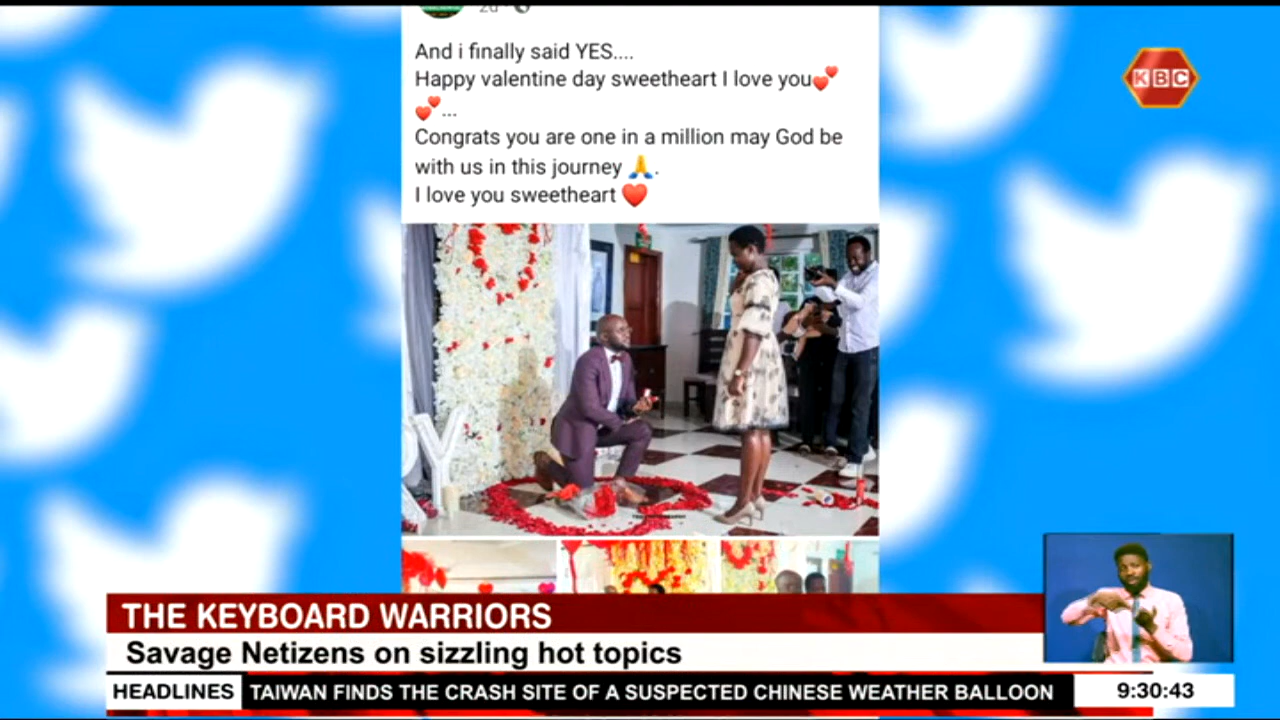 2d
And i finally said YES....
Happy valentine day sweetheart I love you💕
💕...
Congrats you are one in a million may God be
with us in this journey 🙏.
I love you sweetheart ❤️
KBC
Y
THE KEYBOARD WARRIORS
Savage Netizens on sizzling hot topics
HEADLINES TAIWAN FINDS THE CRASH SITE OF A SUSPECTED CHINESE WEATHER BALLOON 9:30:43